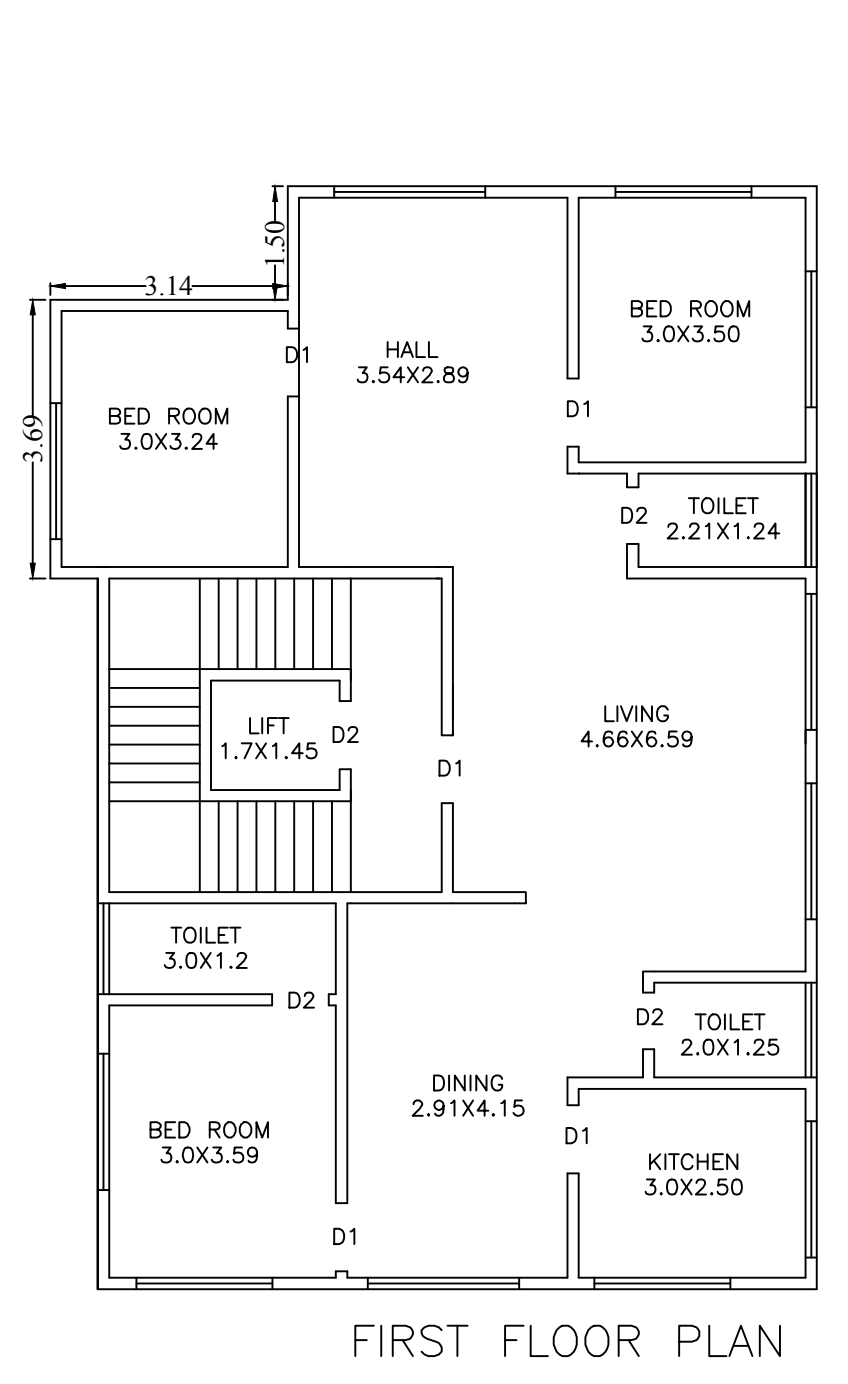 1.50
3.14
BED ROOM
3.0X3.50
D1
HALL
3.54X2.89
D1
BED ROOM
3.0X3.24
3.69
D2
TOILET
2.21X1.24
LIVING
4.66X6.59
LIFT
1.7X1.45
D2
D1
TOILET
3.0X1.2
D2
D2
TOILET
2.0X1.25
DINING
2.91X4.15
BED ROOM
3.0X3.59
D1
KITCHEN
3.0X2.50
D1
FIRST FLOOR PLAN